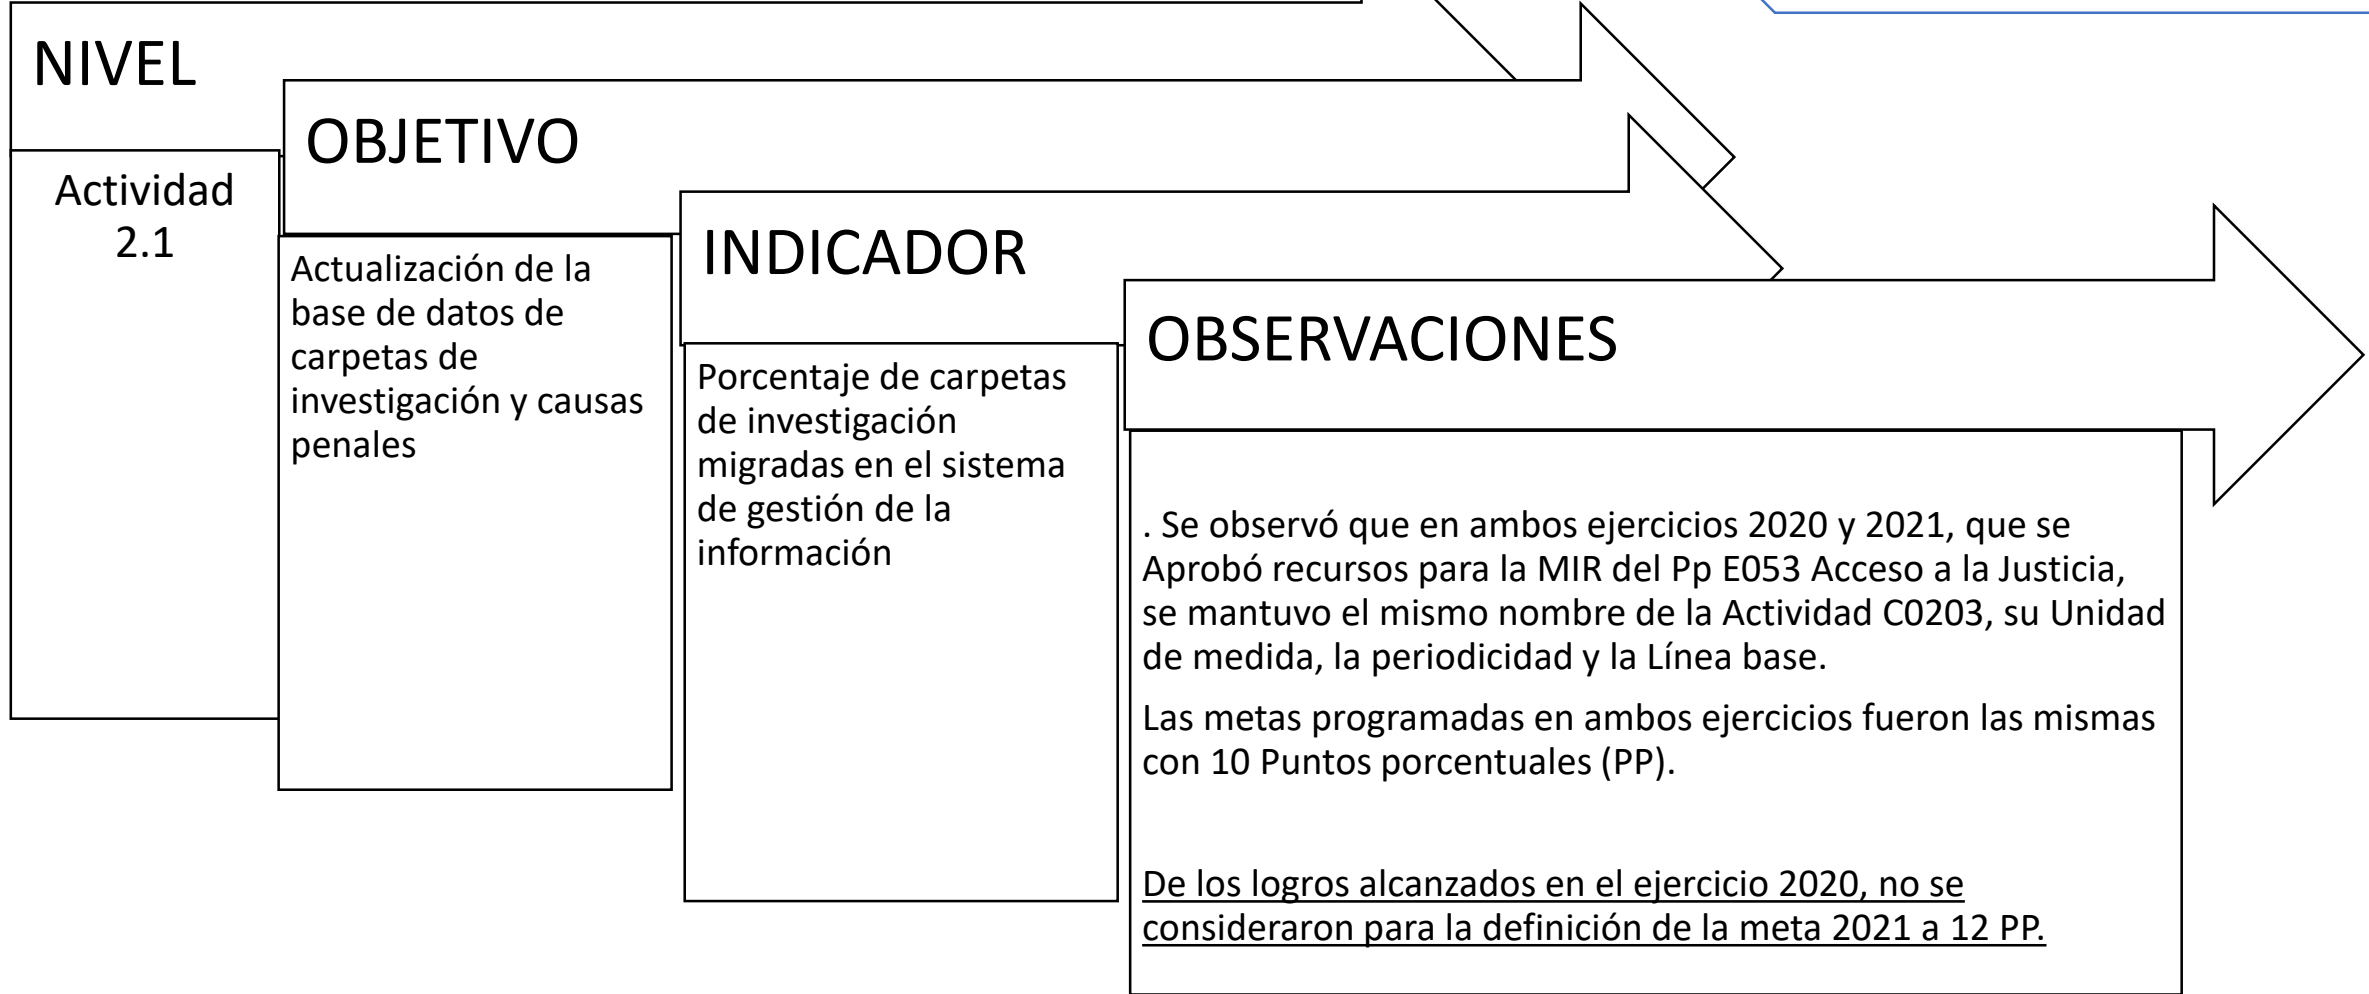 NIVEL
Actividad
2.1
OBJETIVO
Actualización de la
base de datos de
carpetas de
investigación y causas
penales
INDICADOR
Porcentaje de carpetas
de investigación
migradas en el sistema
de gestión de la
información
OBSERVACIONES
. Se observó que en ambos ejercicios 2020 y 2021, que se
Aprobó recursos para la MIR del Pp E053 Acceso a la Justicia,
se mantuvo el mismo nombre de la Actividad C0203, su Unidad
de medida, la periodicidad y la Línea base.
Las metas programadas en ambos ejercicios fueron las mismas
con 10 Puntos porcentuales (PP).
De los logros alcanzados en el ejercicio 2020, no se
consideraron para la definición de la meta 2021 a 12 PP.